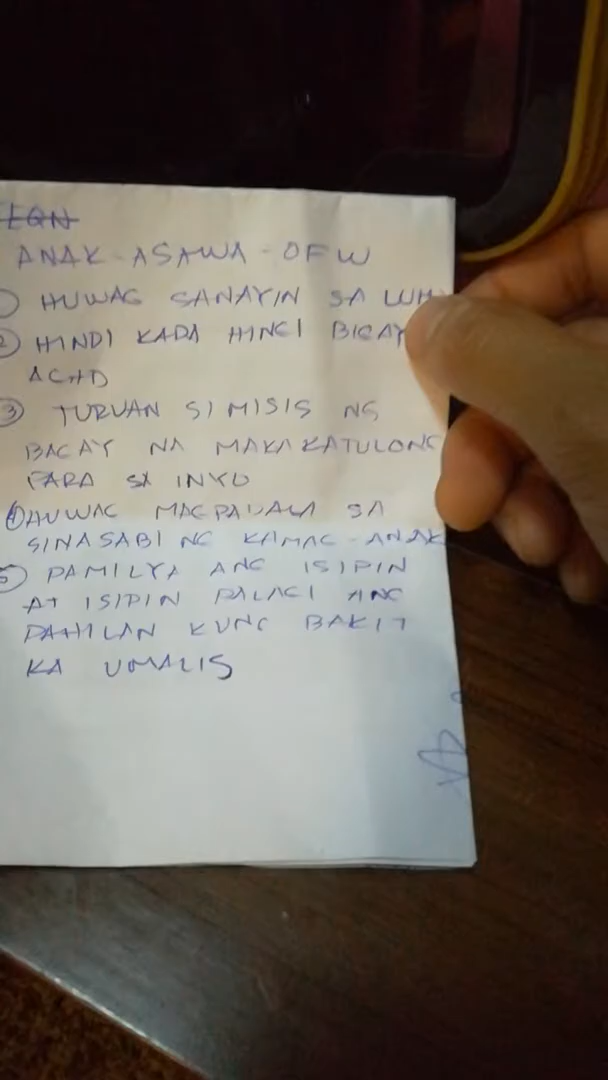 ANAK-ASAWA-OFW
HUWAG SANAYIN SA
② HINDI KADA HINGI BIGAY
AGAD
③ TURUAN SI MISIS NG
BAGAY NA MAKAKATULONG
PARA SA INYO
④ HUWAG MAGPADALA SA
SINASABI NG KAMAG-ANAK
⑤ PAMILYA ANG ISIPIN
AT ISIPIN PALAGI ANG
DAHILAN KUNG BAKIT
KA UMALIS